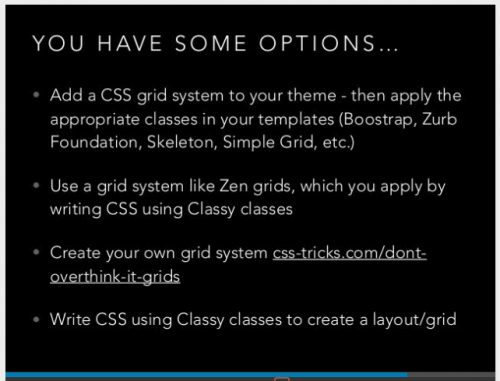 YOU HAVE SOME OPTIONS...
• Add a CSS grid system to your theme - then apply the
appropriate classes in your templates (Boostrap, Zurb
Foundation, Skeleton, Simple Grid, etc.)
• Use a grid system like Zen grids, which you apply by
writing CSS using Classy classes
• Create your own grid system css-tricks.com/dont-
overthink-it-grids
• Write CSS using Classy classes to create a layout/grid